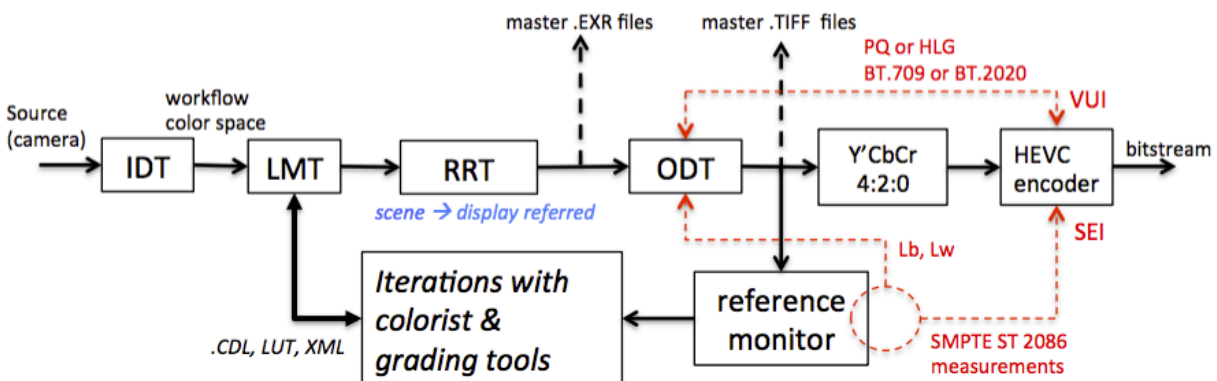 master .EXR files
master .TIFF files
PQ or HLG
BT.709 or BT.2020
VUI
Source
(camera)
workflow
color space
IDT
LMT
RRT
ODT
Y'CbCr
4:2:0
HEVC
encoder
bitstream
scene → display referred
SEI
Lb, Lw
Iterations with
colorist &
grading tools
reference
monitor
.CDL, LUT, XML
SMPTE ST 2086
measurements